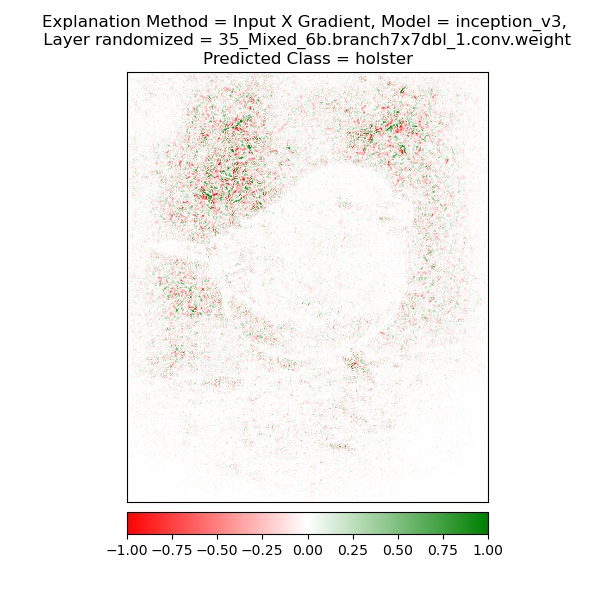 Explanation Method = Input X Gradient, Model = inception_v3,
Layer randomized = 35_Mixed_6b.branch7x7dbl_1.conv.weight
Predicted Class = holster
−1.00 −0.75 −0.50 −0.25 0.00 0.25 0.50 0.75 1.00